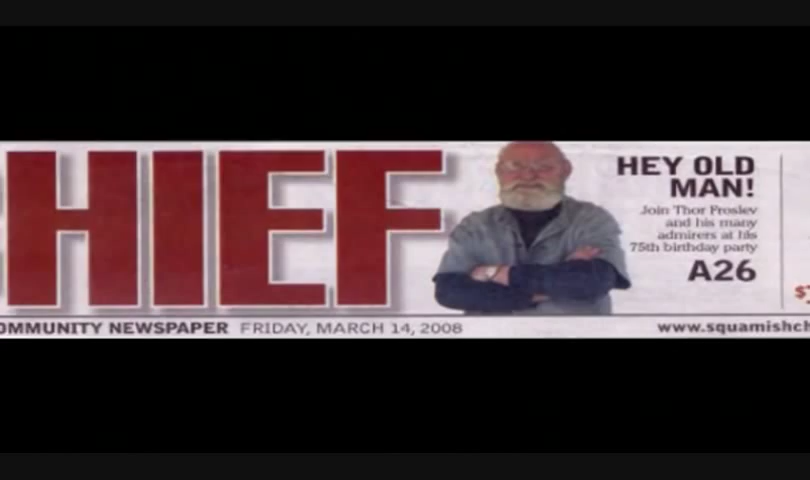 CHIEF
HEY OLD
MAN!
Join Thor Froslev
and his many
admirers at his
75th birthday party
A26
OMMUNITY NEWSPAPER FRIDAY, MARCH 14, 2008
www.squamishch